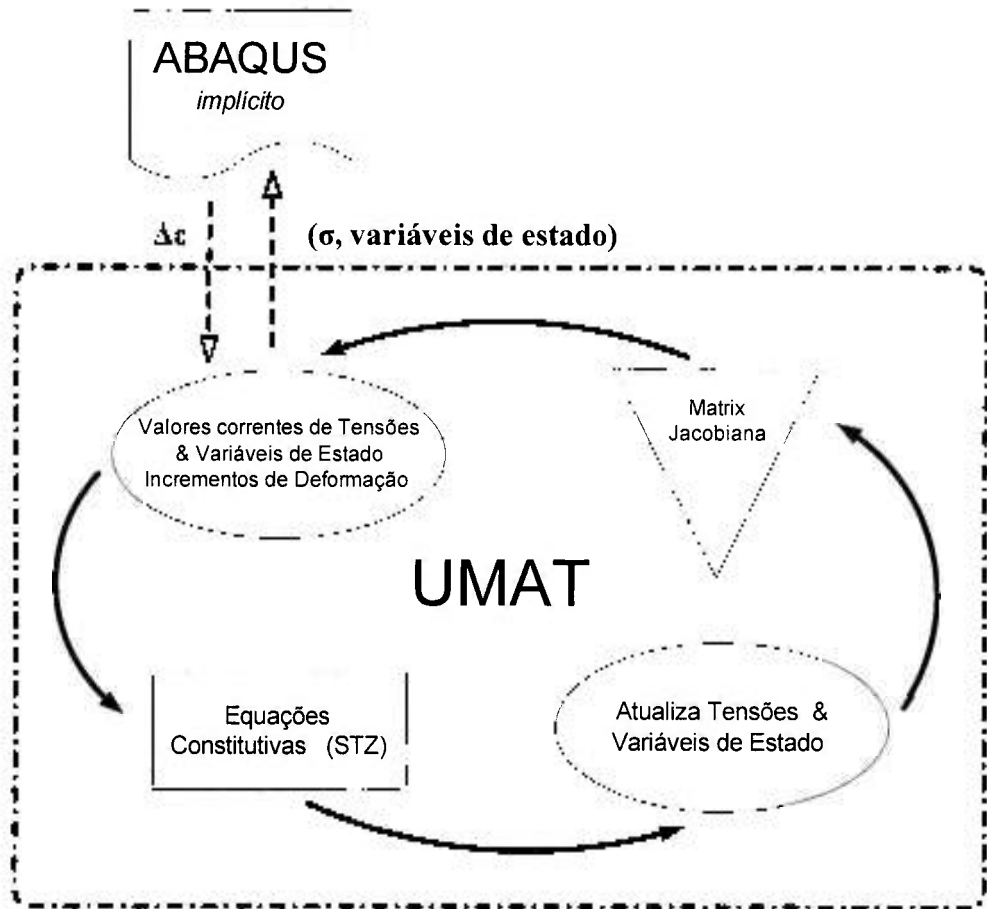 ABAQUS
implícito
Δε
(σ, variáveis de estado)
Valores correntes de Tensões
& Variáveis de Estado
Incrementos de Deformação
Matrix
Jacobiana
UMAT
Equações
Constitutivas (STZ)
Atualiza Tensões &
Variáveis de Estado